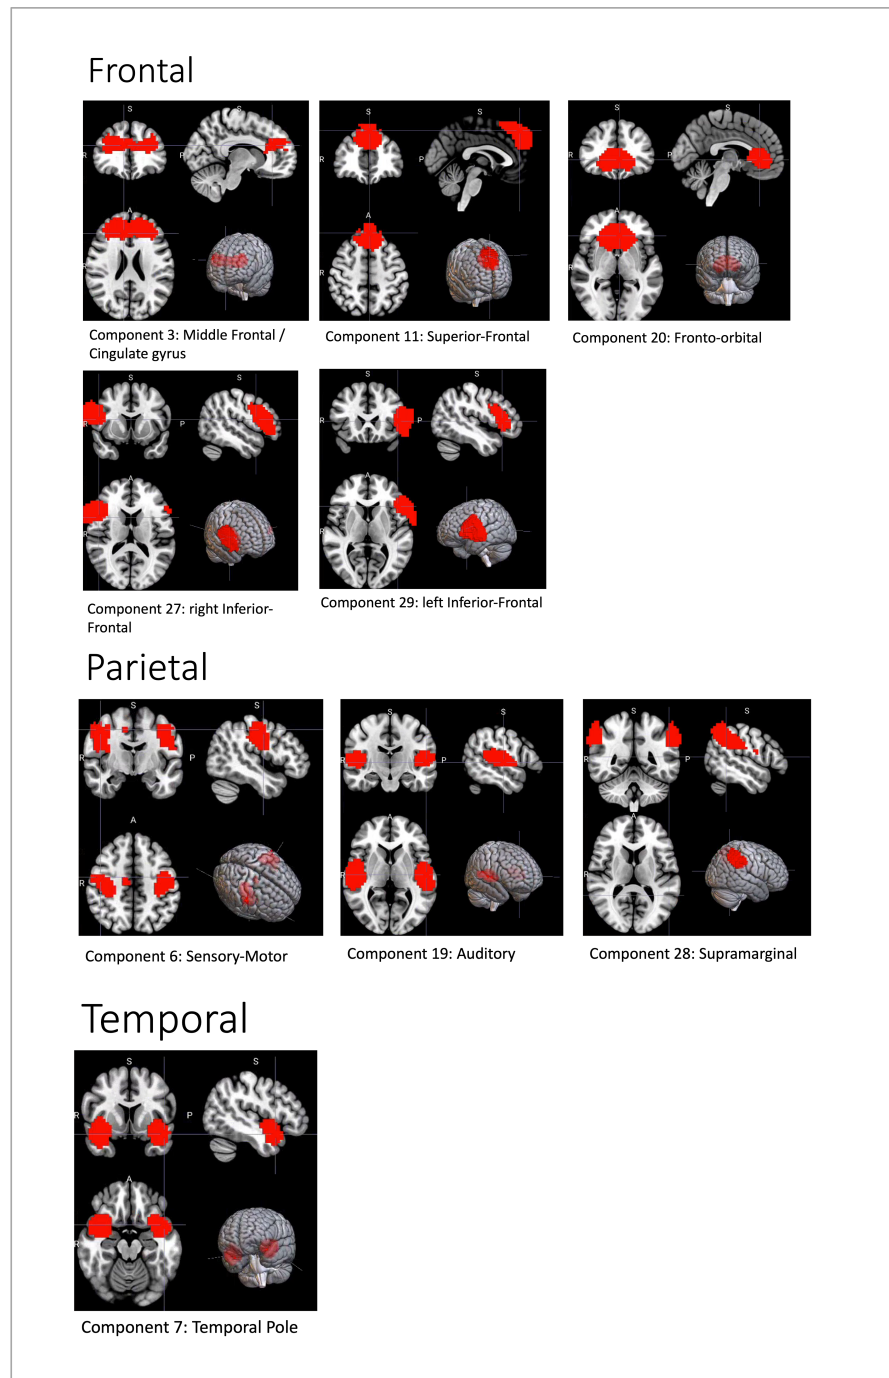 Frontal
S
S
R
P
A
R
Component 3: Middle Frontal /
Cingulate gyrus
S
S
R
P
A
R
Component 11: Superior-Frontal
S
S
R
P
A
R
Component 20: Fronto-orbital
S
S
R
P
A
R
Component 27: right Inferior-
Frontal
S
S
R
P
A
R
Component 29: left Inferior-Frontal
Parietal
S
S
R
P
A
R
Component 6: Sensory-Motor
S
S
R
P
A
R
Component 19: Auditory
S
S
R
P
A
R
Component 28: Supramarginal
Temporal
S
S
R
P
A
R
Component 7: Temporal Pole